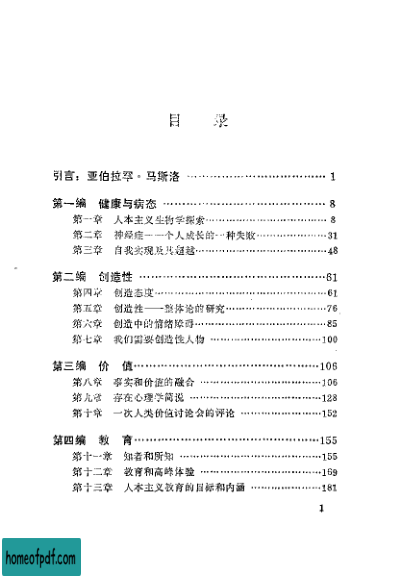 目 录
引言：亚伯拉罕·马斯洛 …… 1
第一编 健康与病态 …… 8
第一章 人本主义生物学探索 …… 8
第二章 神经症——个人成长的一种失败 …… 31
第三章 自我实现及其超越 …… 48
第二编 创造性 …… 61
第四章 创造态度 …… 61
第五章 创造性——整体论的研究 …… 76
第六章 创造中的情绪障碍 …… 85
第七章 我们需要创造性人物 …… 100
第三编 价 值 …… 106
第八章 事实和价值的融合 …… 106
第九章 存在心理学简说 …… 128
第十章 一次人类价值讨论会的评论 …… 152
第四编 教 育 …… 155
第十一章 知者和所知 …… 155
第十二章 教育和高峰体验 …… 169
第十三章 人本主义教育的目标和内涵 …… 181
1
homeofpdf.com